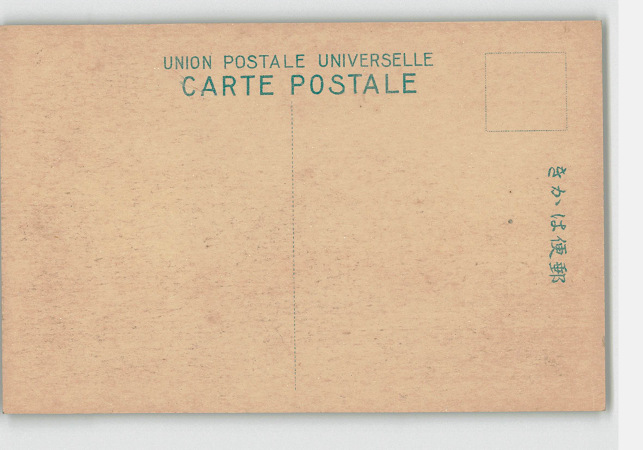 UNION POSTALE UNIVERSELLE
CARTE POSTALE
郵便はかき